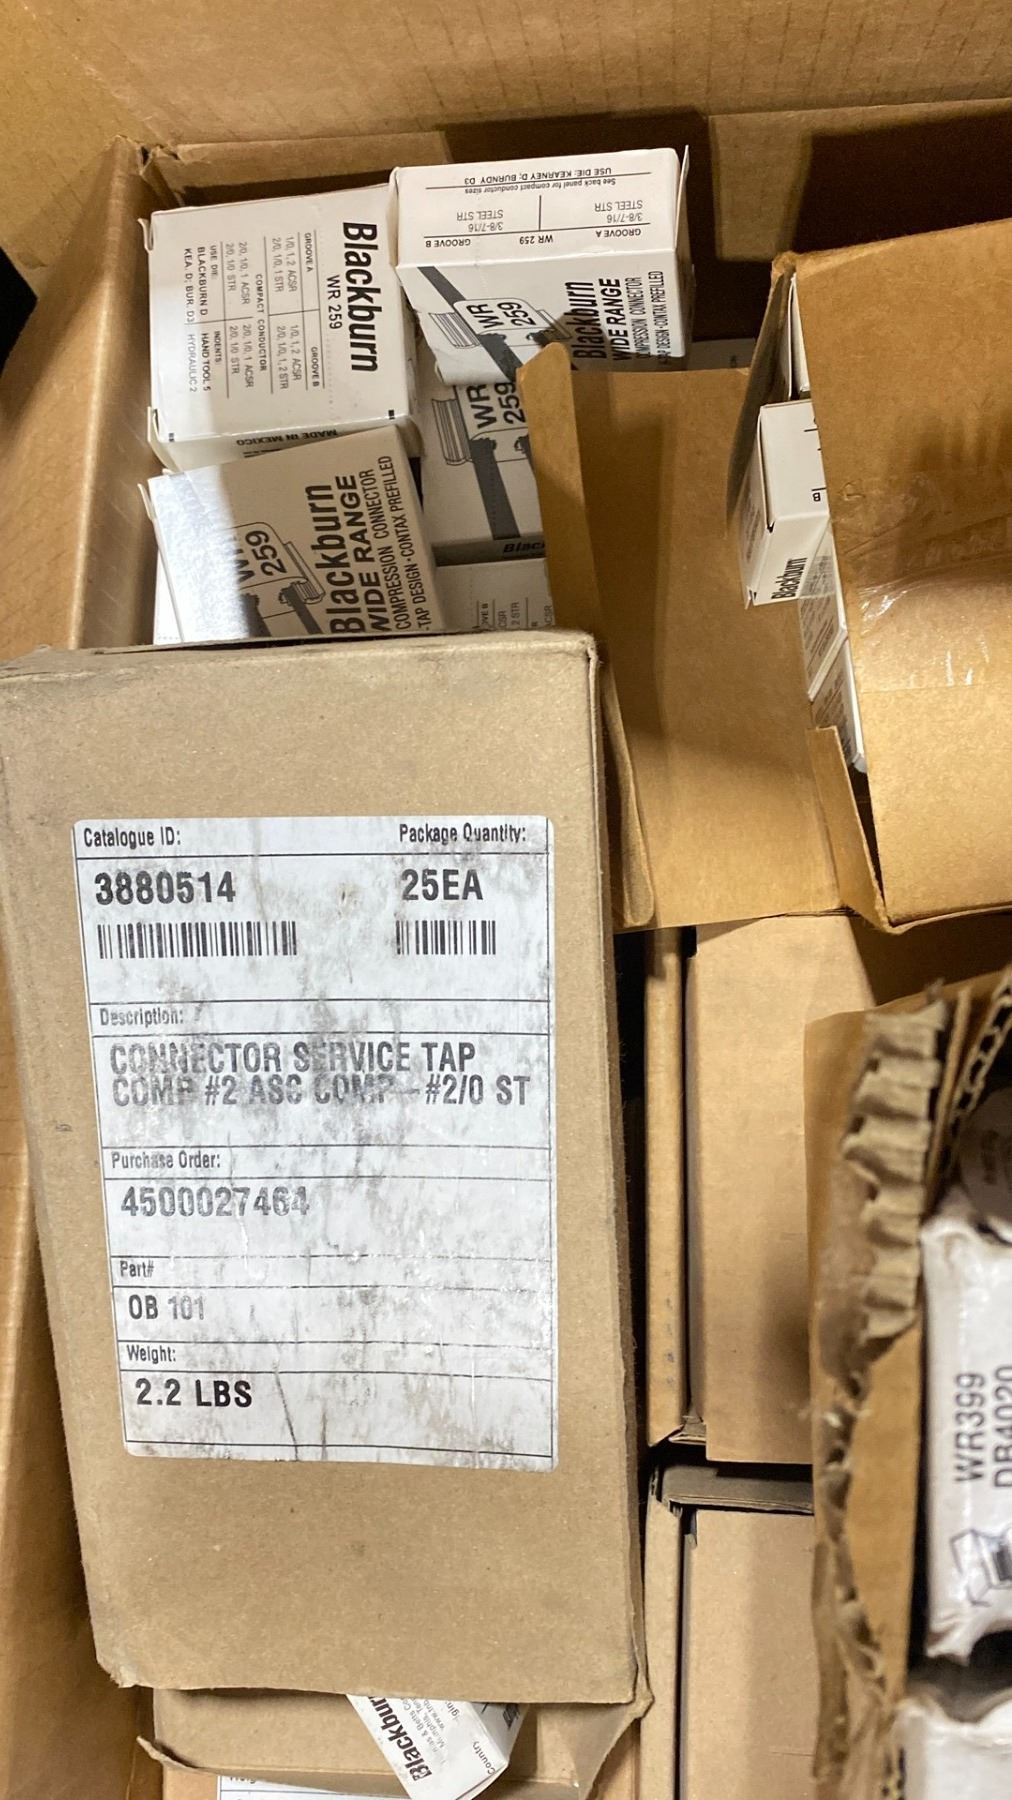 Blackburn
WR 259
GROOVE A
GROOVE B
1/0, 1, 2 ACSR
1/0, 1, 2 ACSR
2/0, 1/0, 1 STR
2/0, 1/0, 1, 2 STR
COMPACT CONDUCTOR
2/0, 1/0, 1 ACSR
2/0, 1/0, 1 ACSR
2/0, 1/0 STR
2/0, 1/0 STR
USE DIE:
INDENTS:
BLACKBURN D
HAND TOOL 5
KEA. D; BUR. D3
HYDRAULIC 2
MADE IN MEXICO
GROOVE A
WR 259
GROOVE B
3/8-7/16
3/8-7/16
STEEL STR
STEEL STR
See back panel for compact conductor sizes
USE DIE: KEARNEY D; BURNDY D3
WR
259
Blackburn
WIDE RANGE
COMPRESSION CONNECTOR
DESIGN·CONTAX PREFILLED
WR
259
259
Blackburn
WIDE RANGE
COMPRESSION CONNECTOR
-TAP DESIGN·CONTAX PREFILLED
Blackburn
Catalogue ID:
Package Quantity:
3880514
25EA
Description:
CONNECTOR SERVICE TAP
COMP #2 ASC COMP - #2/0 ST
Purchase Order:
4500027464
Part#
OB 101
Weight:
2.2 LBS
WR399
DB4020
Blackbur
Country